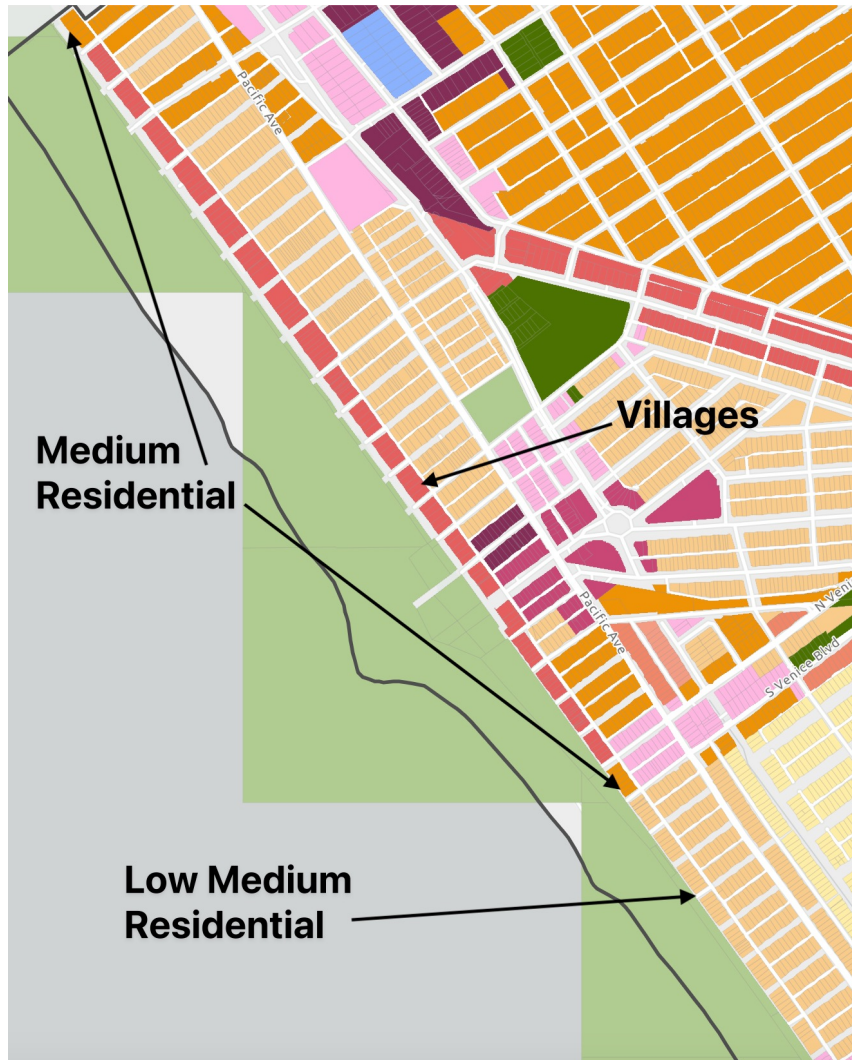 Pacific Ave
Villages
Medium
Residential
Pacific Ave
N Veni
S Venice Blvd
Low Medium
Residential